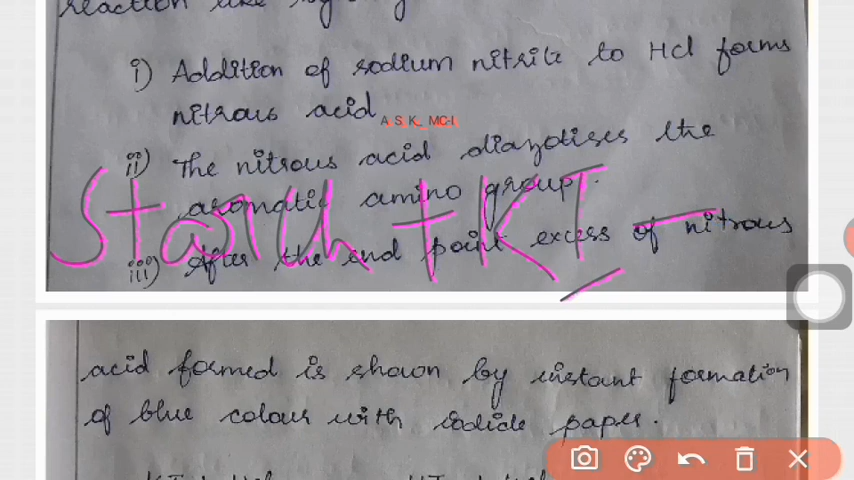 reaction like
i) Addition of sodium nitrite to HCl forms
nitrous acid
A S K_ MC-I
ii) The nitrous acid diazotises the
aromatic amino group.
Starch + KI
iii) After the end point excess of nitrous
acid formed is shown by instant formation
of blue colour with iodide paper.